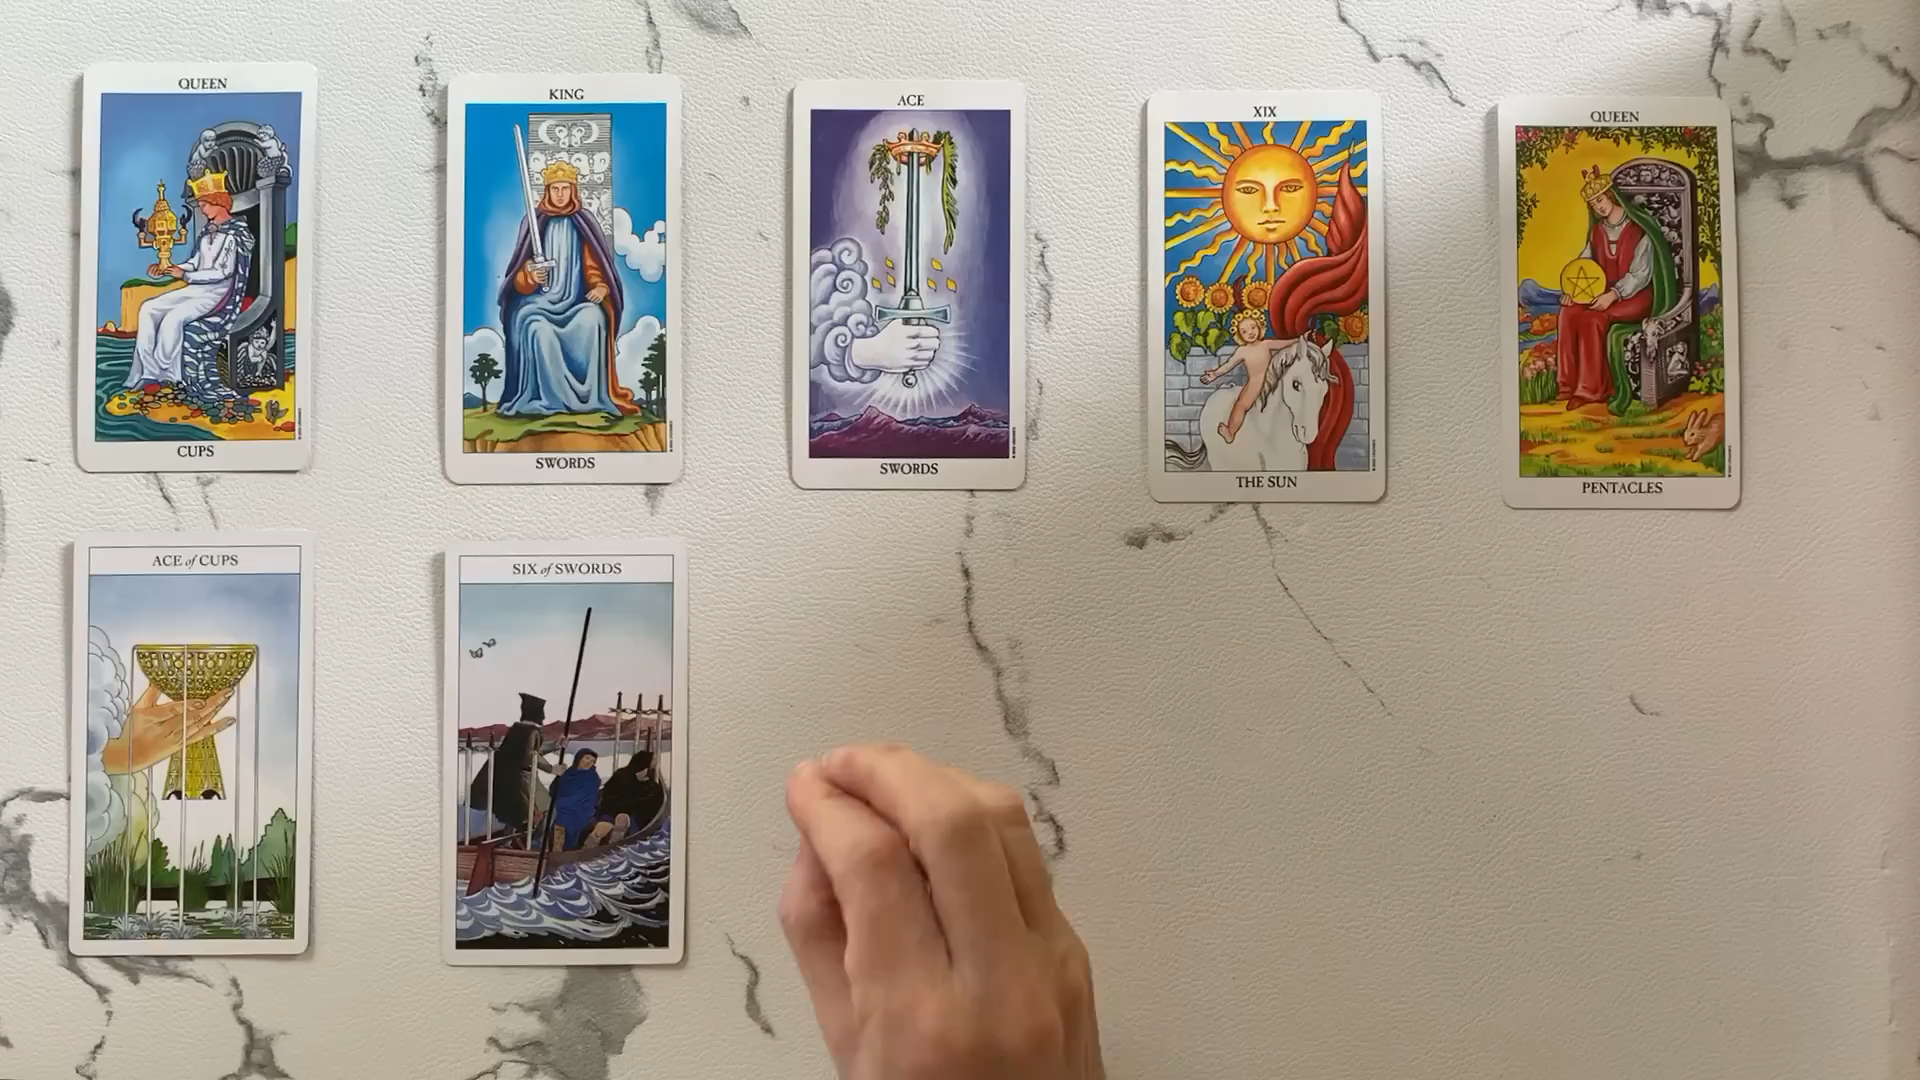 QUEEN
CUPS
KING
SWORDS
ACE
SWORDS
XIX
THE SUN
QUEEN
PENTACLES
ACE of CUPS
SIX of SWORDS